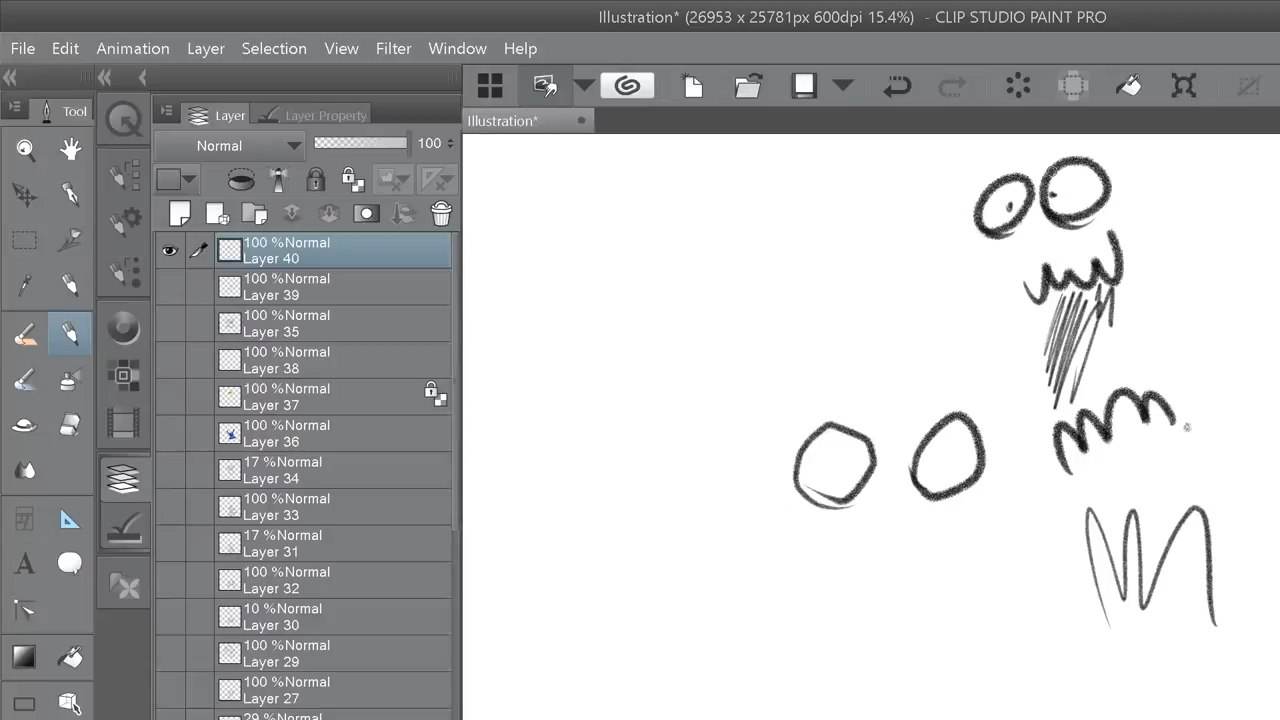 Illustration* (26953 x 25781px 600dpi 15.4%) - CLIP STUDIO PAINT PRO
File Edit Animation Layer Selection View Filter Window Help
Tool Layer Layer Property
Illustration*
Normal 100
100 %Normal
Layer 40
100 %Normal
Layer 39
100 %Normal
Layer 35
100 %Normal
Layer 38
100 %Normal
Layer 37
100 %Normal
Layer 36
17 %Normal
Layer 34
100 %Normal
Layer 33
17 %Normal
Layer 31
100 %Normal
Layer 32
10 %Normal
Layer 30
100 %Normal
Layer 29
100 %Normal
Layer 27
29 %Normal